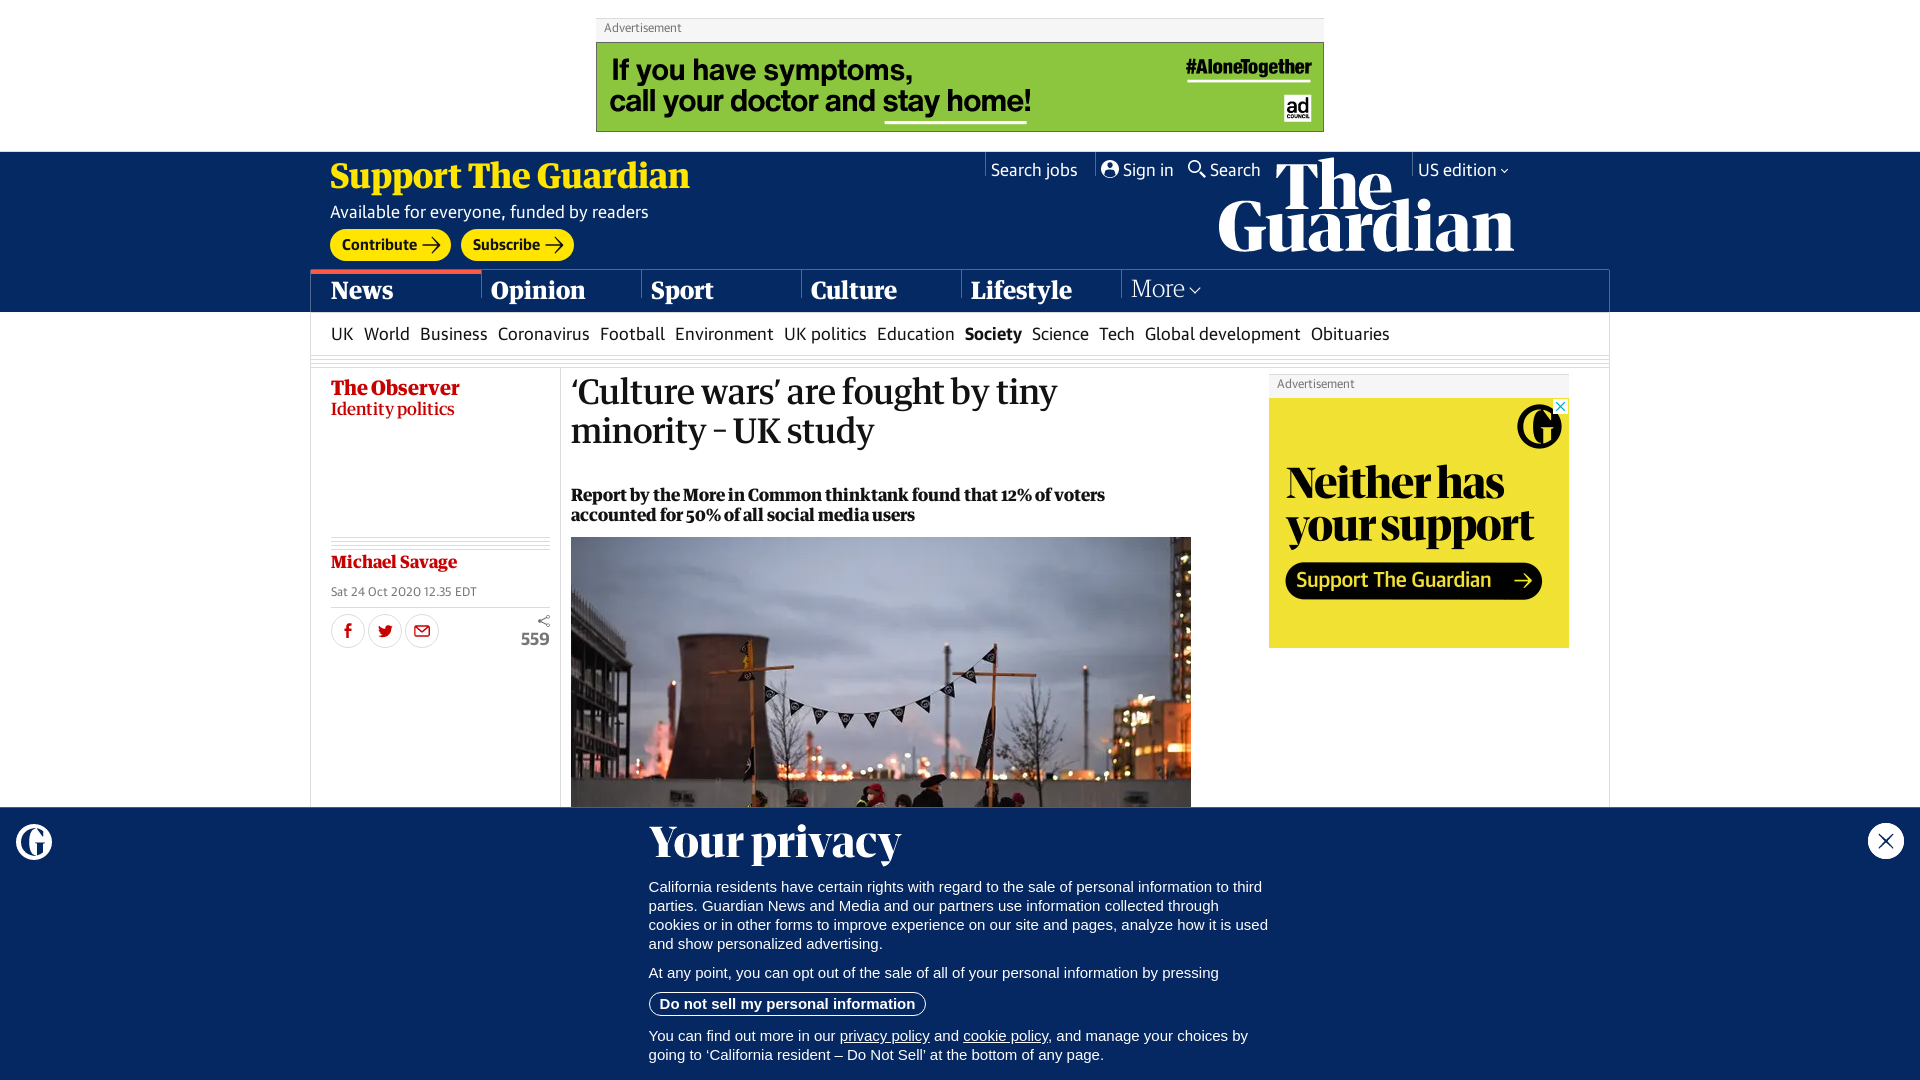 Advertisement
If you have symptoms,
call your doctor and stay home!
#AloneTogether
ad
COUNCIL
Support The Guardian
Available for everyone, funded by readers
Contribute
Subscribe
Search jobs
Sign in
Search
US edition
The
Guardian
News
Opinion
Sport
Culture
Lifestyle
More
UK World Business Coronavirus Football Environment UK politics Education Society Science Tech Global development Obituaries
The Observer
Identity politics
‘Culture wars’ are fought by tiny
minority – UK study
Report by the More in Common thinktank found that 12% of voters
accounted for 50% of all social media users
Michael Savage
Sat 24 Oct 2020 12.35 EDT
559
Advertisement
Neither has
your support
Support The Guardian
Your privacy
California residents have certain rights with regard to the sale of personal information to third
parties. Guardian News and Media and our partners use information collected through
cookies or in other forms to improve experience on our site and pages, analyze how it is used
and show personalized advertising.
At any point, you can opt out of the sale of all of your personal information by pressing
Do not sell my personal information
You can find out more in our privacy policy and cookie policy, and manage your choices by
going to ‘California resident – Do Not Sell’ at the bottom of any page.